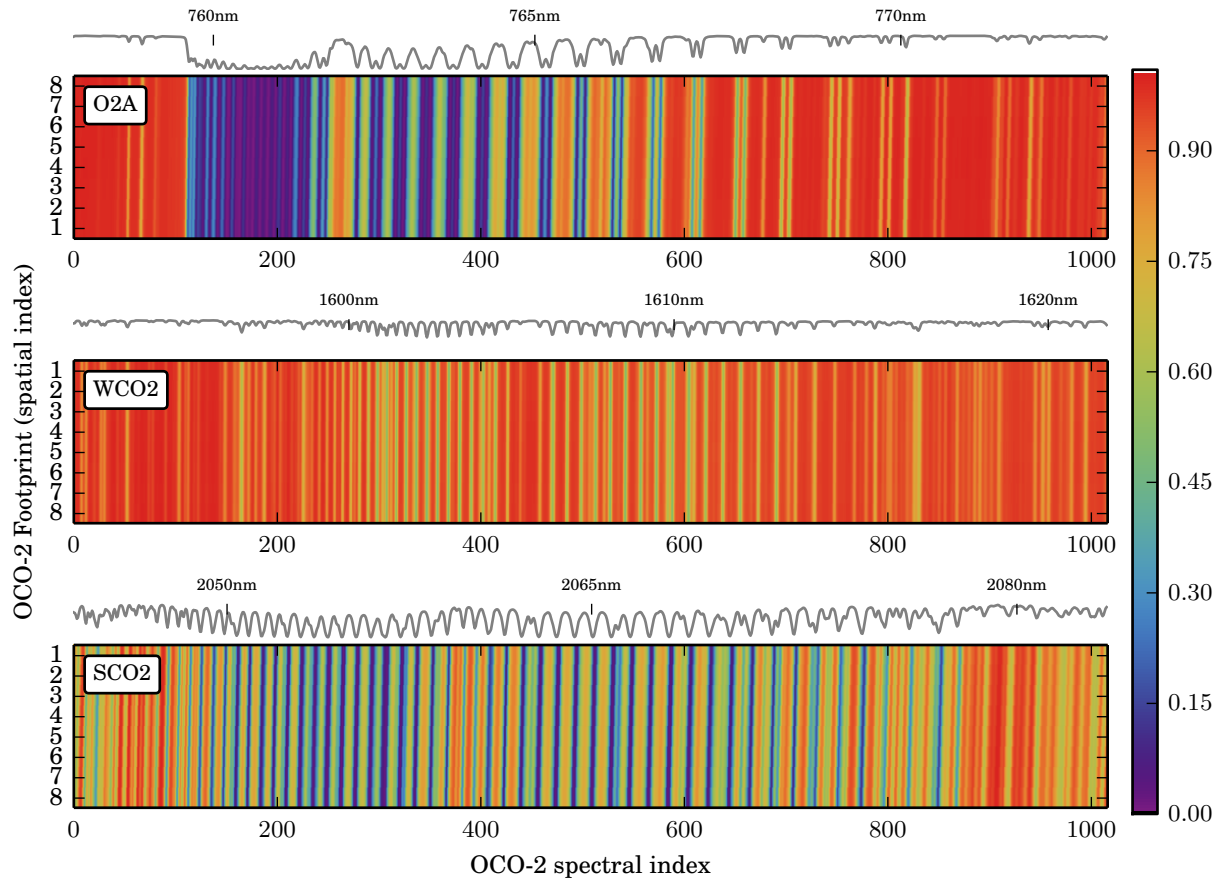 760nm 765nm 770nm
O2A
8
7
6
5
4
3
2
1
0 200 400 600 800 1000
1600nm 1610nm 1620nm
WCO2
1
2
3
4
5
6
7
8
0 200 400 600 800 1000
2050nm 2065nm 2080nm
SCO2
1
2
3
4
5
6
7
8
0 200 400 600 800 1000
OCO-2 spectral index
OCO-2 Footprint (spatial index)
0.90
0.75
0.60
0.45
0.30
0.15
0.00